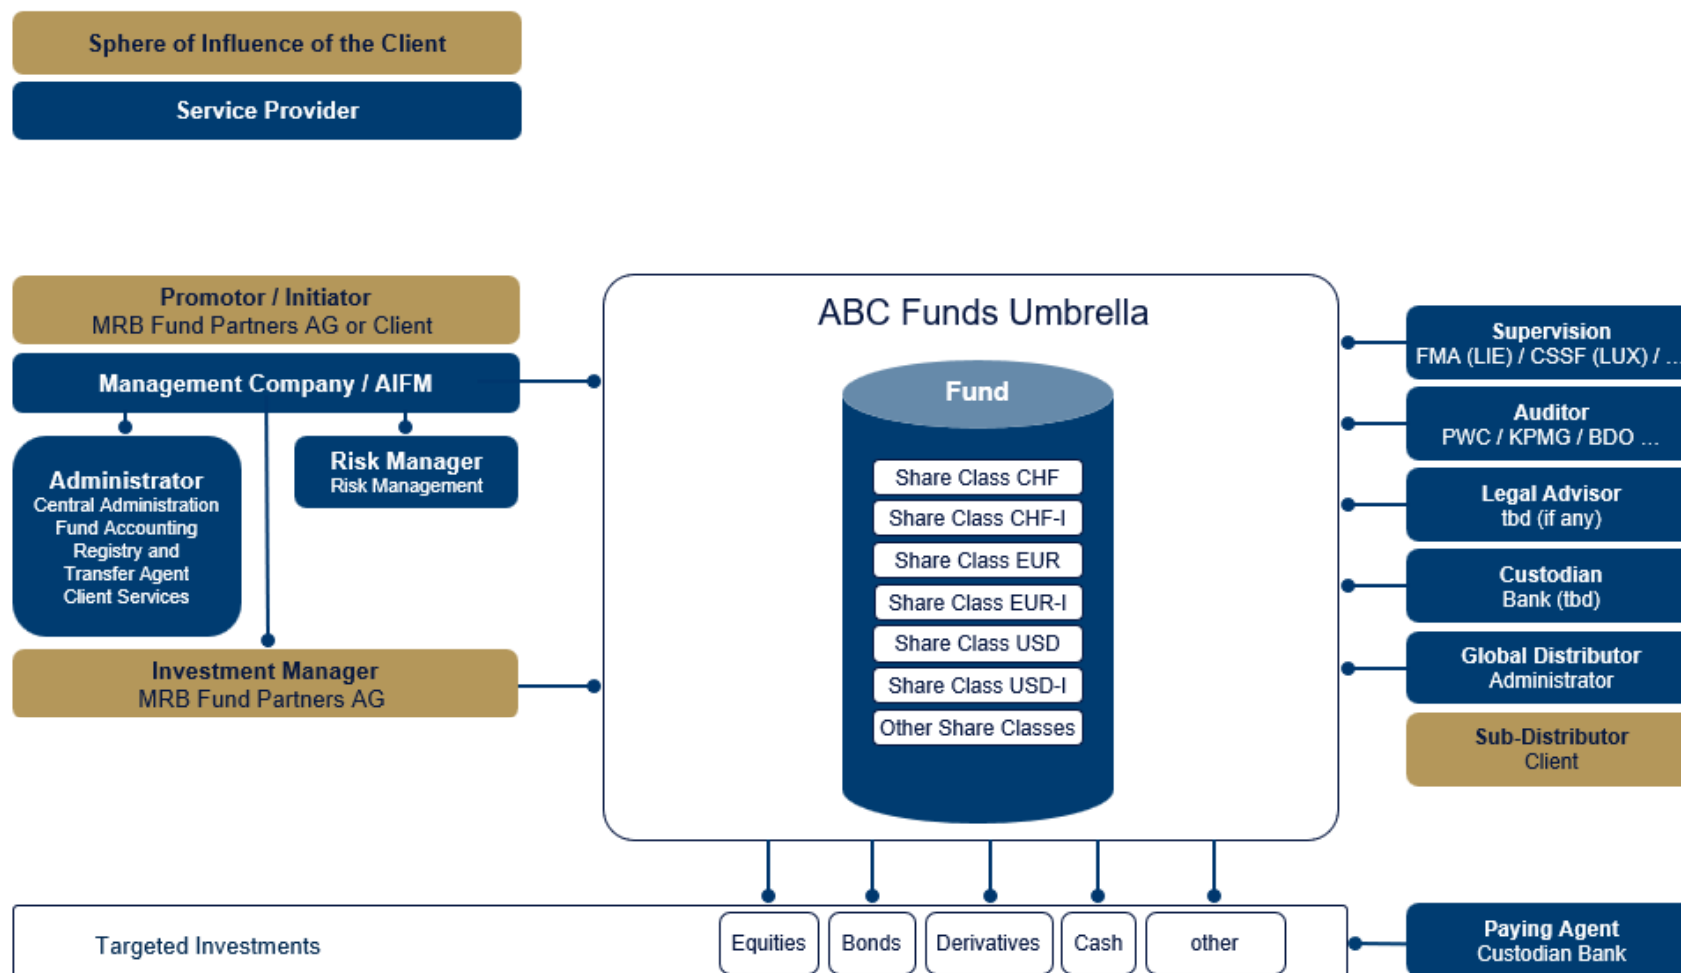 Sphere of Influence of the Client
Service Provider
Promotor / Initiator
MRB Fund Partners AG or Client
Management Company / AIFM
Administrator
Central Administration
Fund Accounting
Registry and
Transfer Agent
Client Services
Risk Manager
Risk Management
Investment Manager
MRB Fund Partners AG
ABC Funds Umbrella
Fund
Share Class CHF
Share Class CHF-I
Share Class EUR
Share Class EUR-I
Share Class USD
Share Class USD-I
Other Share Classes
Supervision
FMA (LIE) / CSSF (LUX) / ...
Auditor
PWC / KPMG / BDO ...
Legal Advisor
tbd (if any)
Custodian
Bank (tbd)
Global Distributor
Administrator
Sub-Distributor
Client
Targeted Investments
Equities
Bonds
Derivatives
Cash
other
Paying Agent
Custodian Bank